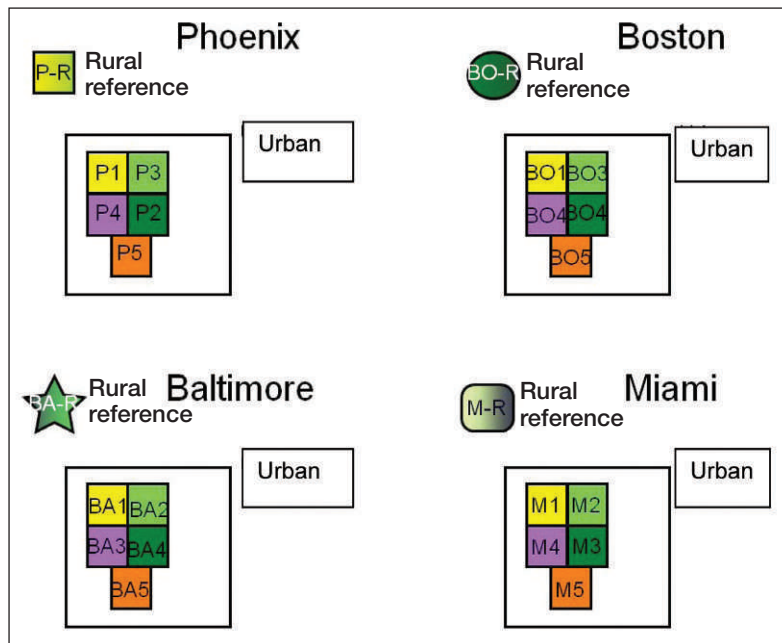 Phoenix
P-R Rural
reference
Urban
P1 P3
P4 P2
P5
Boston
BO-R Rural
reference
Urban
BO1 BO3
BO4 BO4
BO5
Baltimore
BA-R Rural
reference
Urban
BA1 BA2
BA3 BA4
BA5
Miami
M-R Rural
reference
Urban
M1 M2
M4 M3
M5